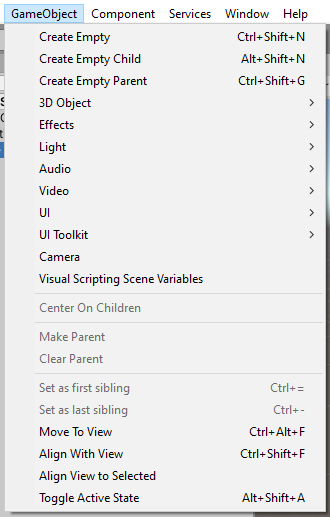 GameObject Component Services Window Help
Create Empty Ctrl+Shift+N
Create Empty Child Alt+Shift+N
Create Empty Parent Ctrl+Shift+G
3D Object
Effects
Light
Audio
Video
UI
UI Toolkit
Camera
Visual Scripting Scene Variables
Center On Children
Make Parent
Clear Parent
Set as first sibling Ctrl+=
Set as last sibling Ctrl+-
Move To View Ctrl+Alt+F
Align With View Ctrl+Shift+F
Align View to Selected
Toggle Active State Alt+Shift+A